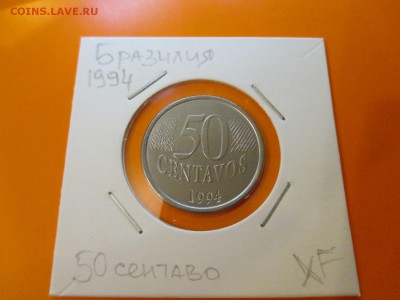 COINS.LAVE.RU
Бразилия
1994
50
CENTAVOS
1994
50 сентаво
XF